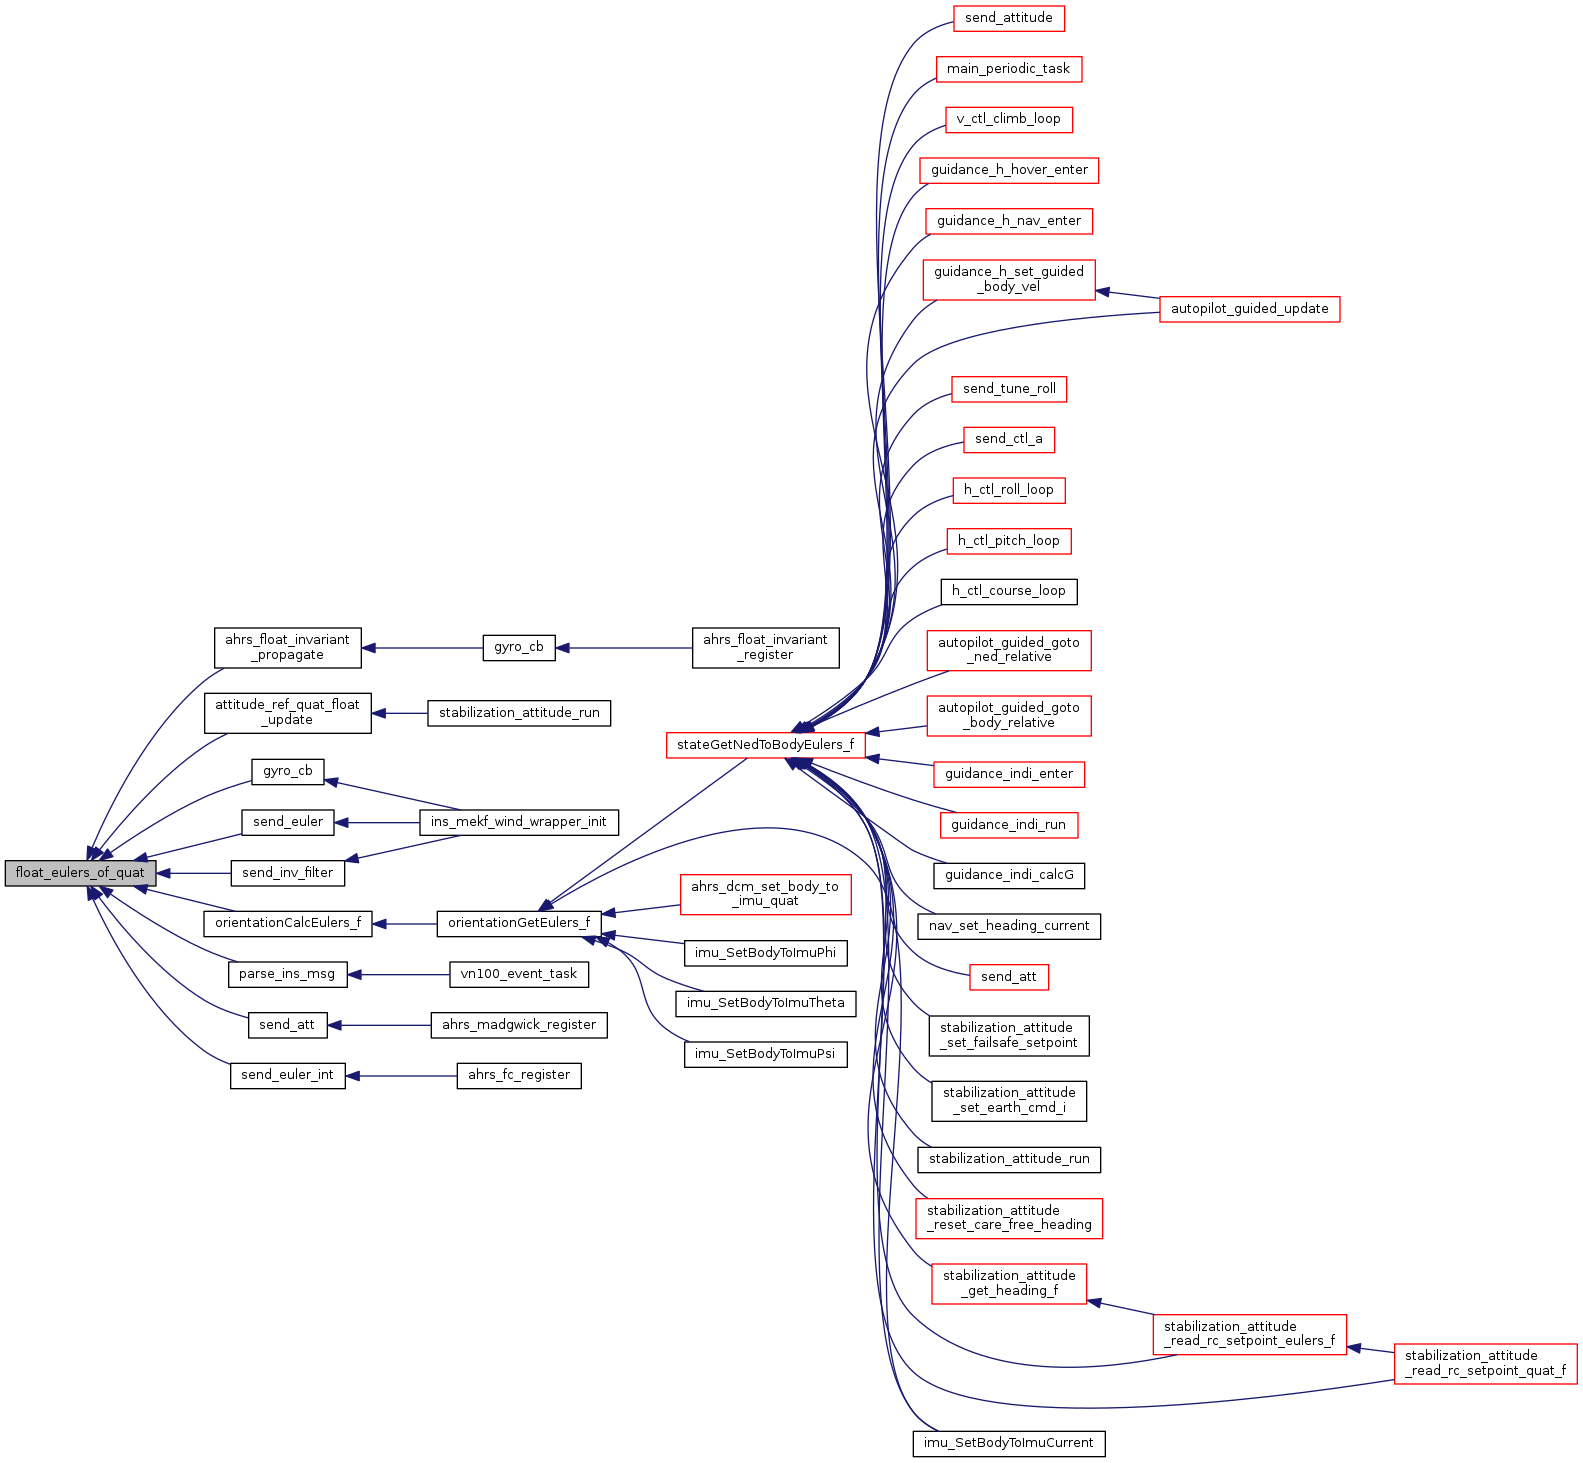 send_attitude
main_periodic_task
v_ctl_climb_loop
guidance_h_hover_enter
guidance_h_nav_enter
guidance_h_set_guided
_body_vel
autopilot_guided_update
send_tune_roll
send_ctl_a
h_ctl_roll_loop
h_ctl_pitch_loop
h_ctl_course_loop
autopilot_guided_goto
_ned_relative
autopilot_guided_goto
_body_relative
guidance_indi_enter
guidance_indi_run
guidance_indi_calcG
nav_set_heading_current
send_att
stabilization_attitude
_set_failsafe_setpoint
stabilization_attitude
_set_earth_cmd_i
stabilization_attitude_run
stabilization_attitude
_reset_care_free_heading
stabilization_attitude
_get_heading_f
stabilization_attitude
_read_rc_setpoint_eulers_f
stabilization_attitude
_read_rc_setpoint_quat_f
imu_SetBodyToImuCurrent
stateGetNedToBodyEulers_f
ahrs_float_invariant
_propagate
gyro_cb
ahrs_float_invariant
_register
attitude_ref_quat_float
_update
stabilization_attitude_run
gyro_cb
send_euler
ins_mekf_wind_wrapper_init
send_inv_filter
float_eulers_of_quat
orientationCalcEulers_f
orientationGetEulers_f
ahrs_dcm_set_body_to
_imu_quat
imu_SetBodyToImuPhi
imu_SetBodyToImuTheta
imu_SetBodyToImuPsi
parse_ins_msg
vn100_event_task
send_att
ahrs_madgwick_register
send_euler_int
ahrs_fc_register